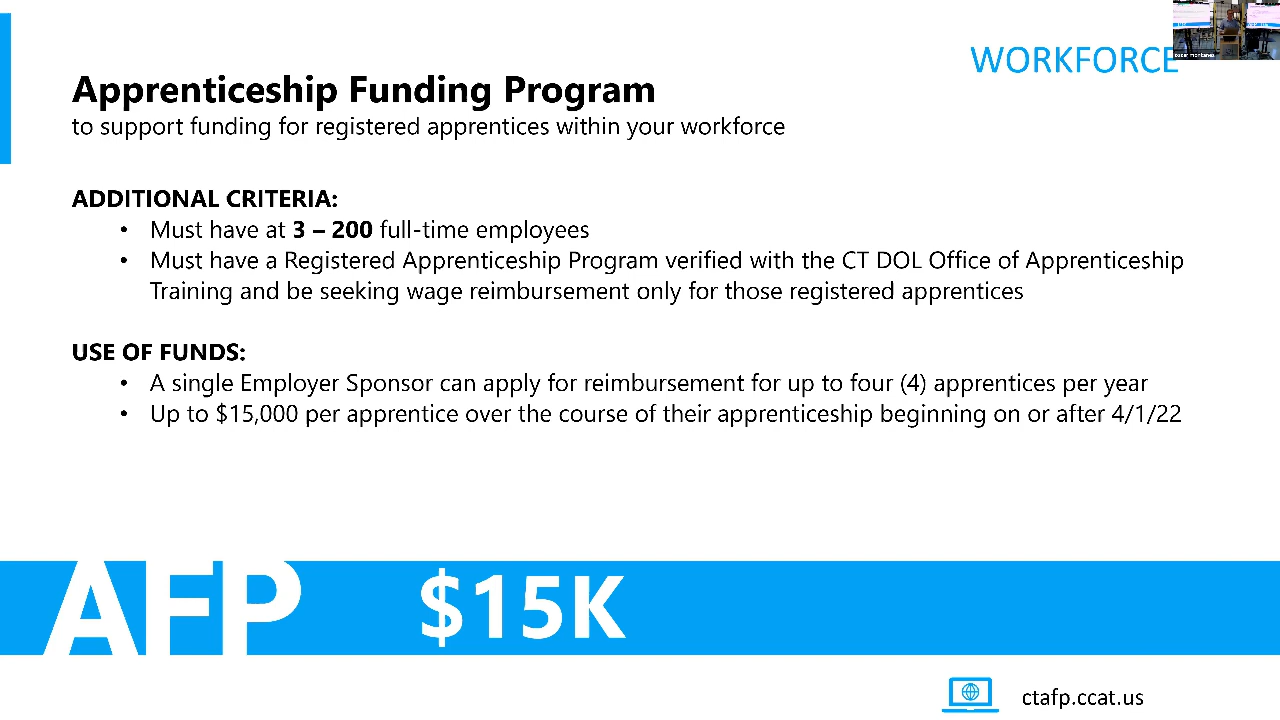 WORKFORCE
Apprenticeship Funding Program
to support funding for registered apprentices within your workforce
ADDITIONAL CRITERIA:
• Must have at 3 – 200 full-time employees
• Must have a Registered Apprenticeship Program verified with the CT DOL Office of Apprenticeship
Training and be seeking wage reimbursement only for those registered apprentices
USE OF FUNDS:
• A single Employer Sponsor can apply for reimbursement for up to four (4) apprentices per year
• Up to $15,000 per apprentice over the course of their apprenticeship beginning on or after 4/1/22
AFP $15K
ctafp.ccat.us